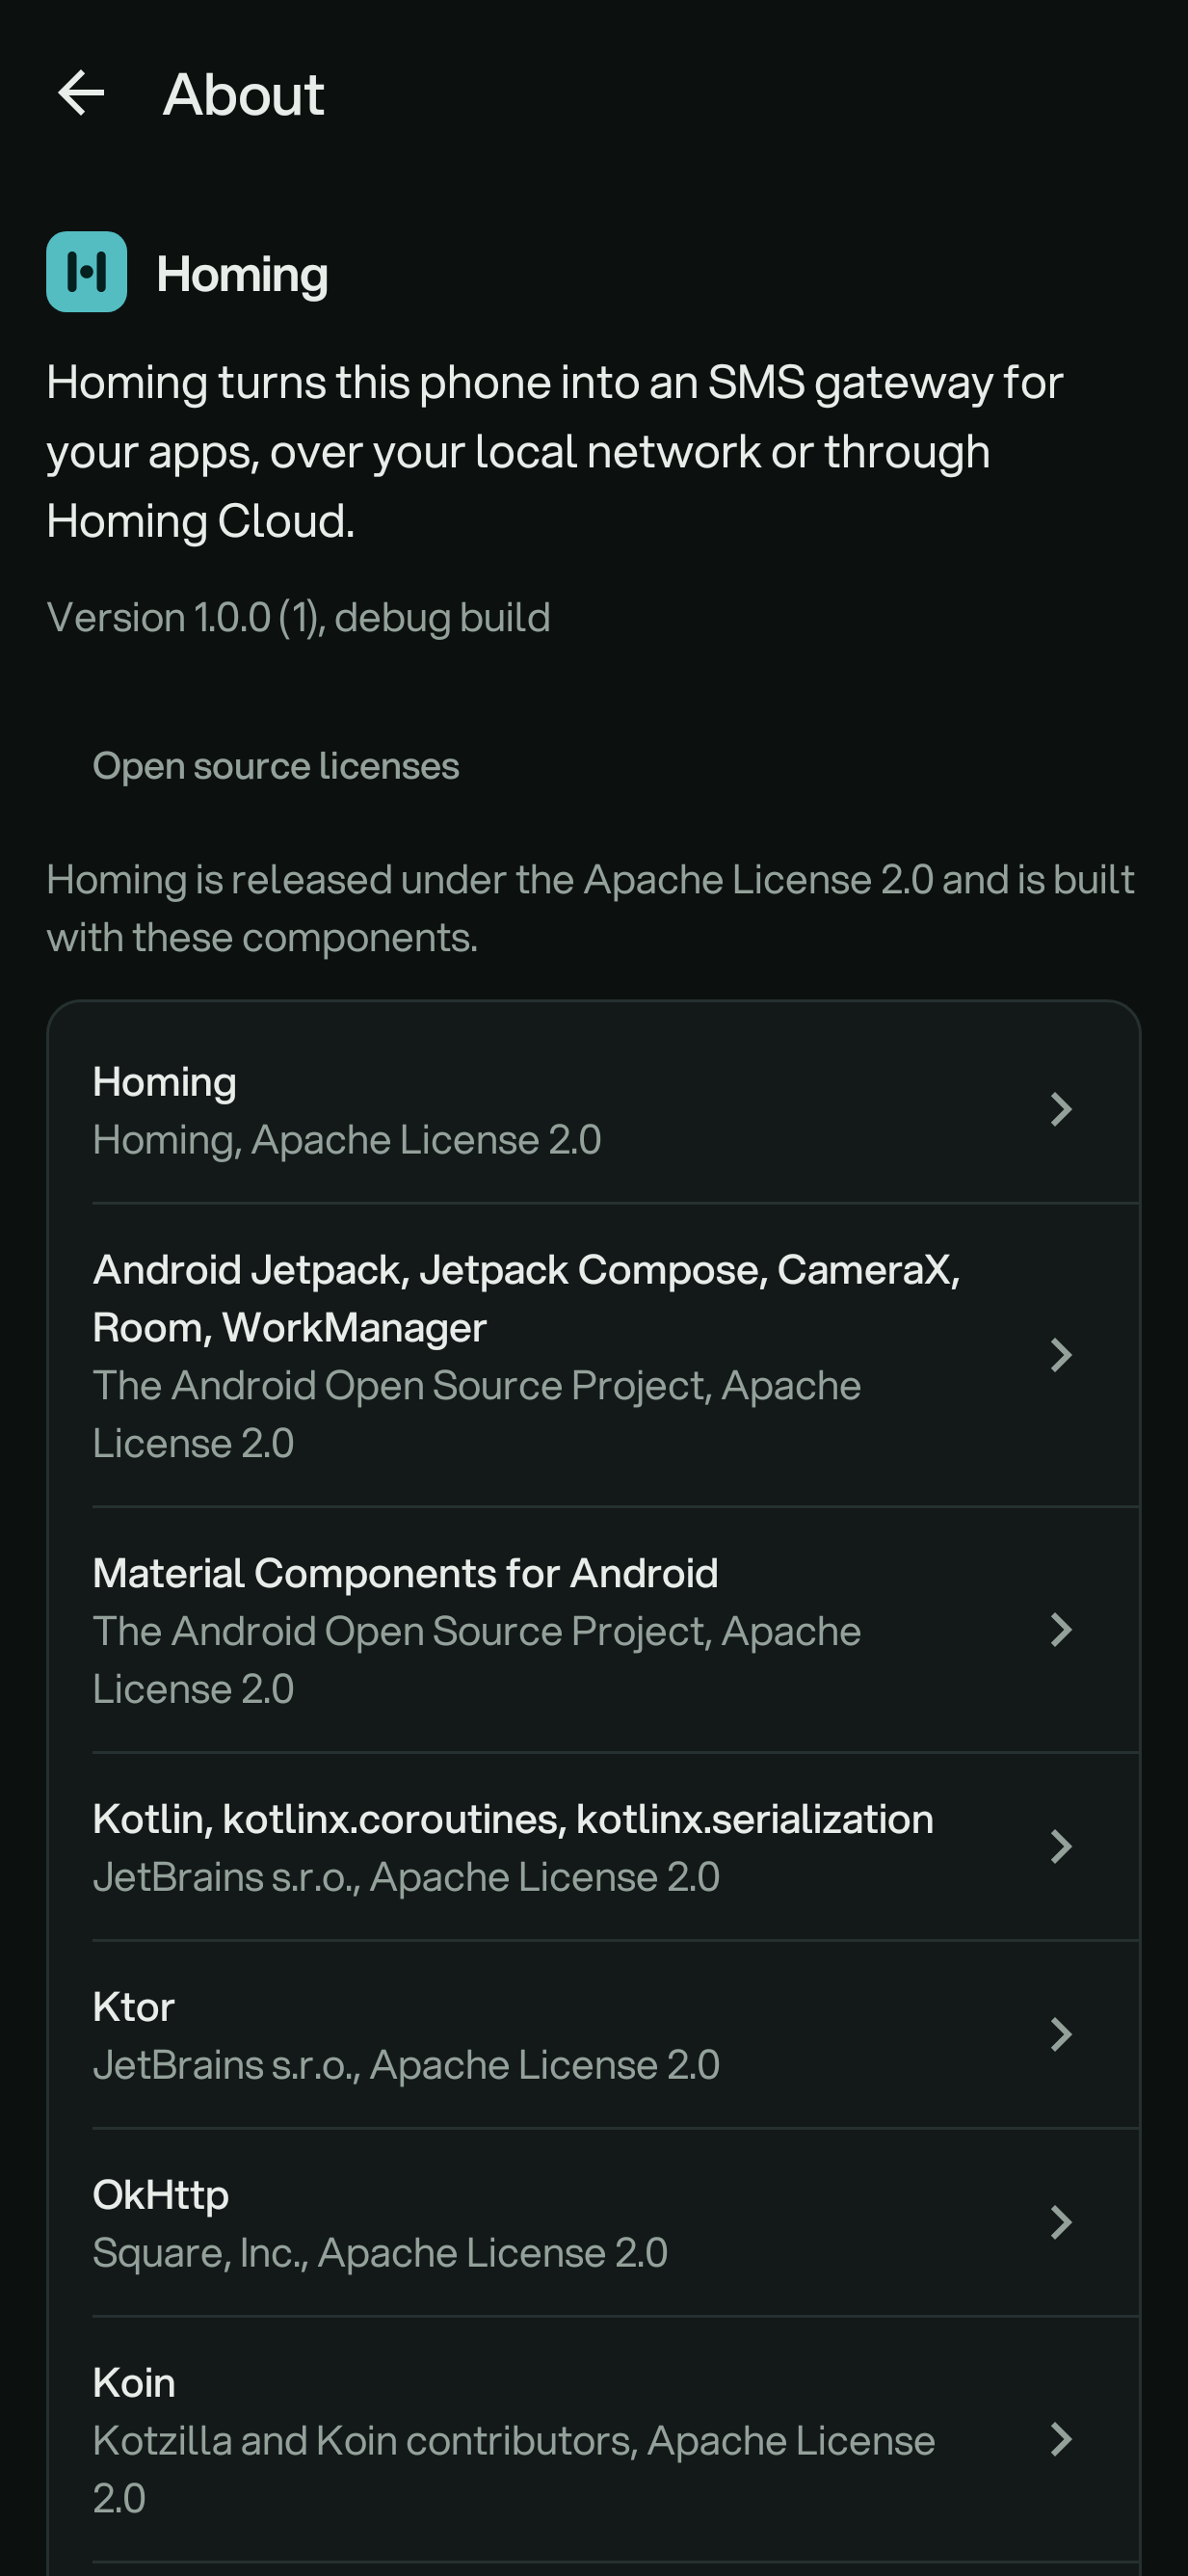 About
Homing
Homing turns this phone into an SMS gateway for
your apps, over your local network or through
Homing Cloud.
Version 1.0.0 (1), debug build
Open source licenses
Homing is released under the Apache License 2.0 and is built
with these components.
Homing
Homing, Apache License 2.0
Android Jetpack, Jetpack Compose, CameraX,
Room, WorkManager
The Android Open Source Project, Apache
License 2.0
Material Components for Android
The Android Open Source Project, Apache
License 2.0
Kotlin, kotlinx.coroutines, kotlinx.serialization
JetBrains s.r.o., Apache License 2.0
Ktor
JetBrains s.r.o., Apache License 2.0
OkHttp
Square, Inc., Apache License 2.0
Koin
Kotzilla and Koin contributors, Apache License
2.0